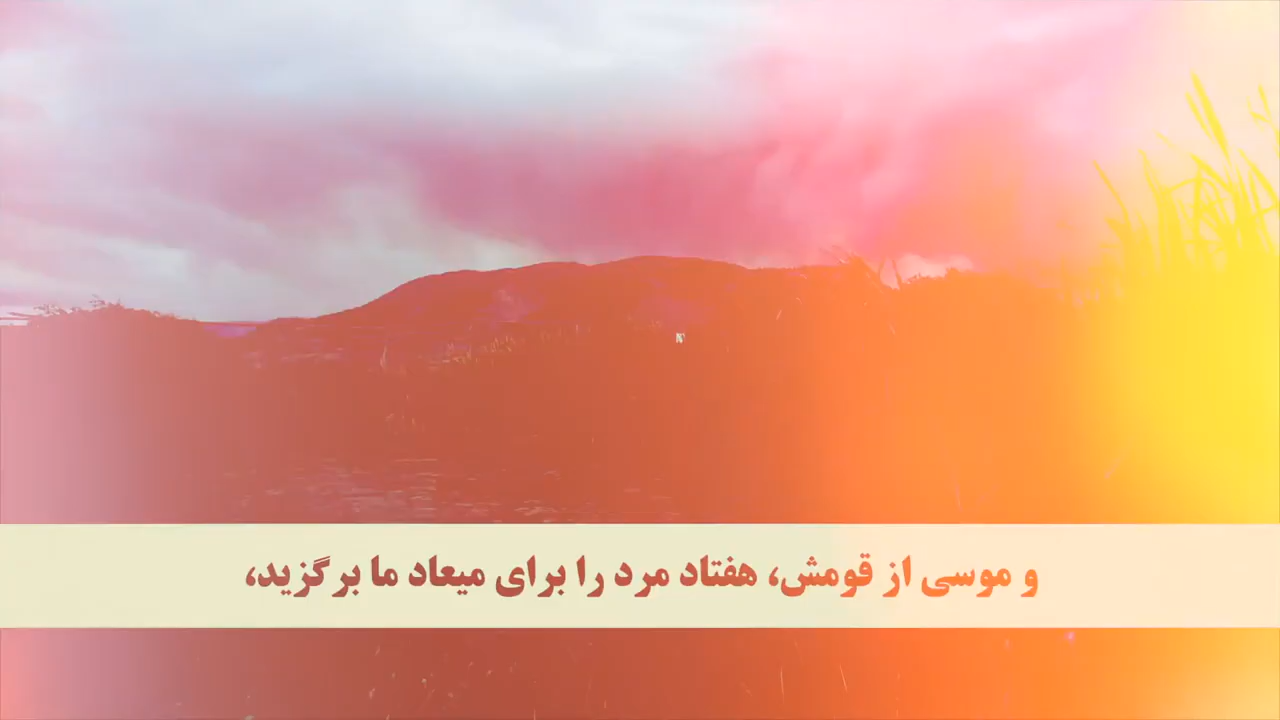 و موسی از قومش، هفتاد مرد را برای میعاد ما برگزید،